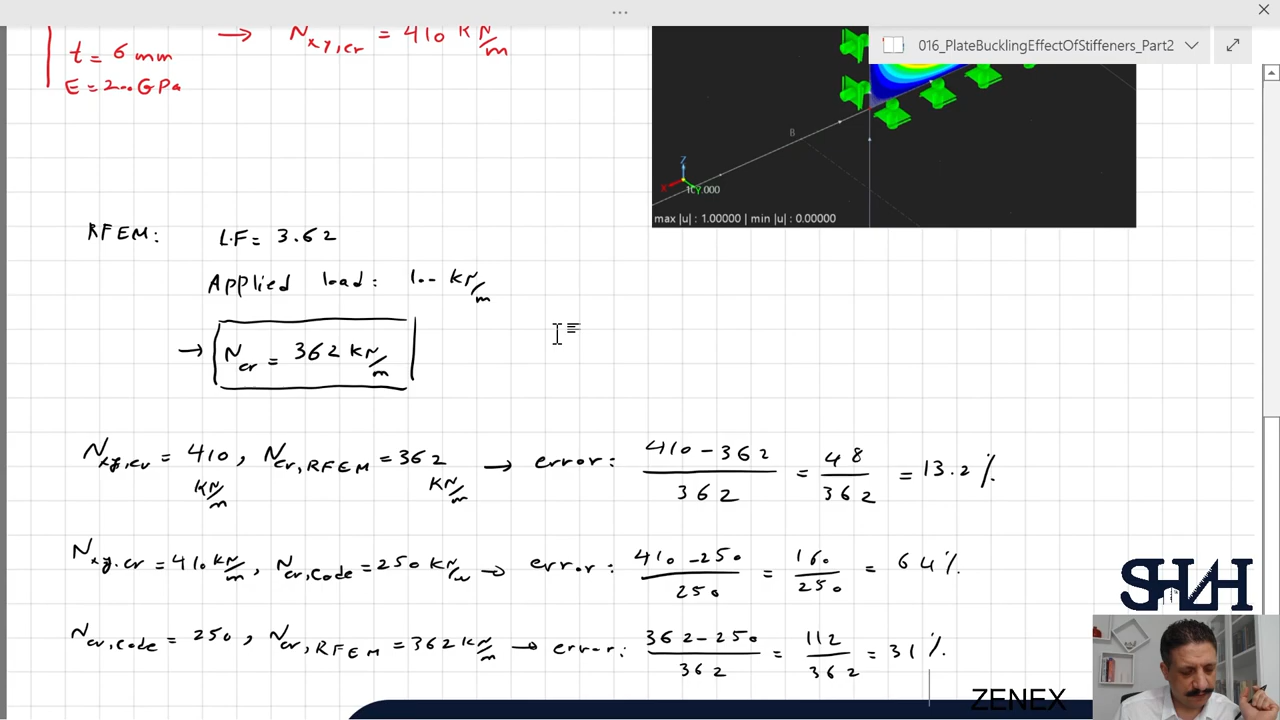 ...
016_PlateBucklingEffectOfStiffeners_Part2
→ Nxy,cr = 410 KN/m
t = 6 mm
E = 200 GPa
B
Z
X
Y
max |u| : 1.00000 | min |u| : 0.00000
RFEM: L.F = 3.62
Applied load: 100 KN/m
→ Ncr = 362 KN/m
Nxy,cr = 410 KN/m, Ncr,RFEM = 362 KN/m → error: 410-362/362 = 48/362 = 13.2 %
Nxy.cr = 410 KN/m, Ncr,Code = 250 KN/m → error: 410-250/250 = 160/250 = 64 %.
Ncr,Code = 250, Ncr,RFEM = 362 KN/m → error: 362-250/362 = 112/362 = 31 %.
SHLH
ZENEX